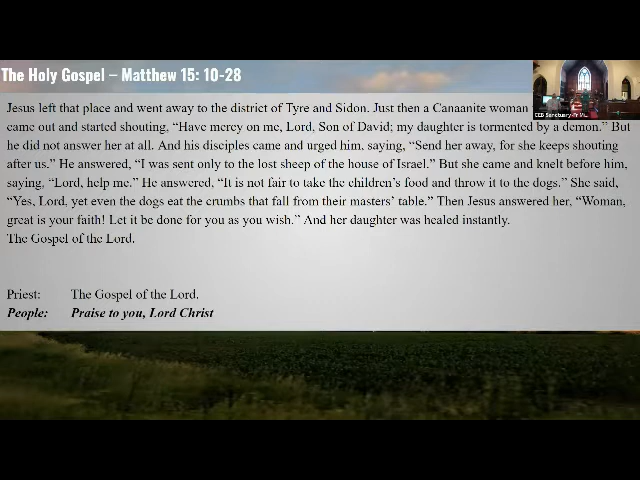 The Holy Gospel – Matthew 15: 10-28
Jesus left that place and went away to the district of Tyre and Sidon. Just then a Canaanite woman
came out and started shouting, “Have mercy on me, Lord, Son of David; my daughter is tormented by a demon.” But
he did not answer her at all. And his disciples came and urged him, saying, “Send her away, for she keeps shouting
after us.” He answered, “I was sent only to the lost sheep of the house of Israel.” But she came and knelt before him,
saying, “Lord, help me.” He answered, “It is not fair to take the children’s food and throw it to the dogs.” She said,
“Yes, Lord, yet even the dogs eat the crumbs that fall from their masters’ table.” Then Jesus answered her, “Woman,
great is your faith! Let it be done for you as you wish.” And her daughter was healed instantly.
The Gospel of the Lord.
Priest: The Gospel of the Lord.
People: Praise to you, Lord Christ